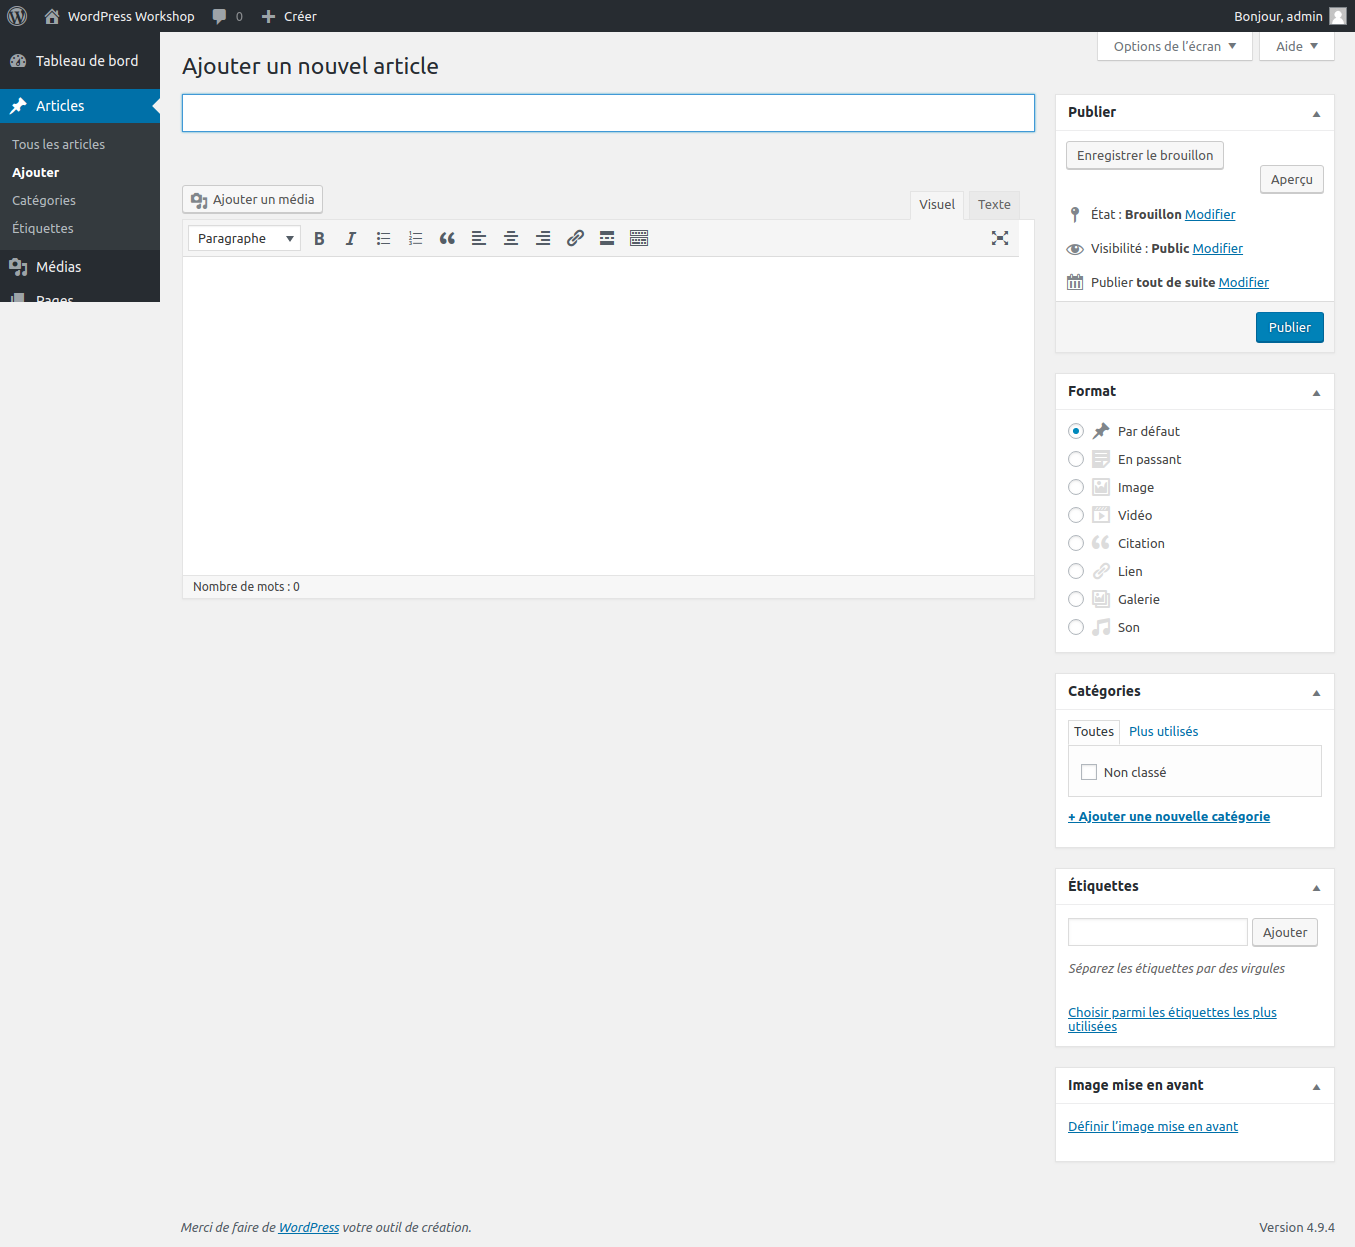 WordPress Workshop 0 Créer Bonjour, admin
Options de l'écran Aide
Tableau de bord
Articles
Tous les articles
Ajouter
Catégories
Étiquettes
Médias
Pages
Ajouter un nouvel article
Ajouter un média
Visuel Texte
Paragraphe
Nombre de mots : 0
Publier
Enregistrer le brouillon
Aperçu
État : Brouillon Modifier
Visibilité : Public Modifier
Publier tout de suite Modifier
Publier
Format
Par défaut
En passant
Image
Vidéo
Citation
Lien
Galerie
Son
Catégories
Toutes Plus utilisés
Non classé
+ Ajouter une nouvelle catégorie
Étiquettes
Ajouter
Séparez les étiquettes par des virgules
Choisir parmi les étiquettes les plus
utilisées
Image mise en avant
Définir l'image mise en avant
Merci de faire de WordPress votre outil de création.
Version 4.9.4